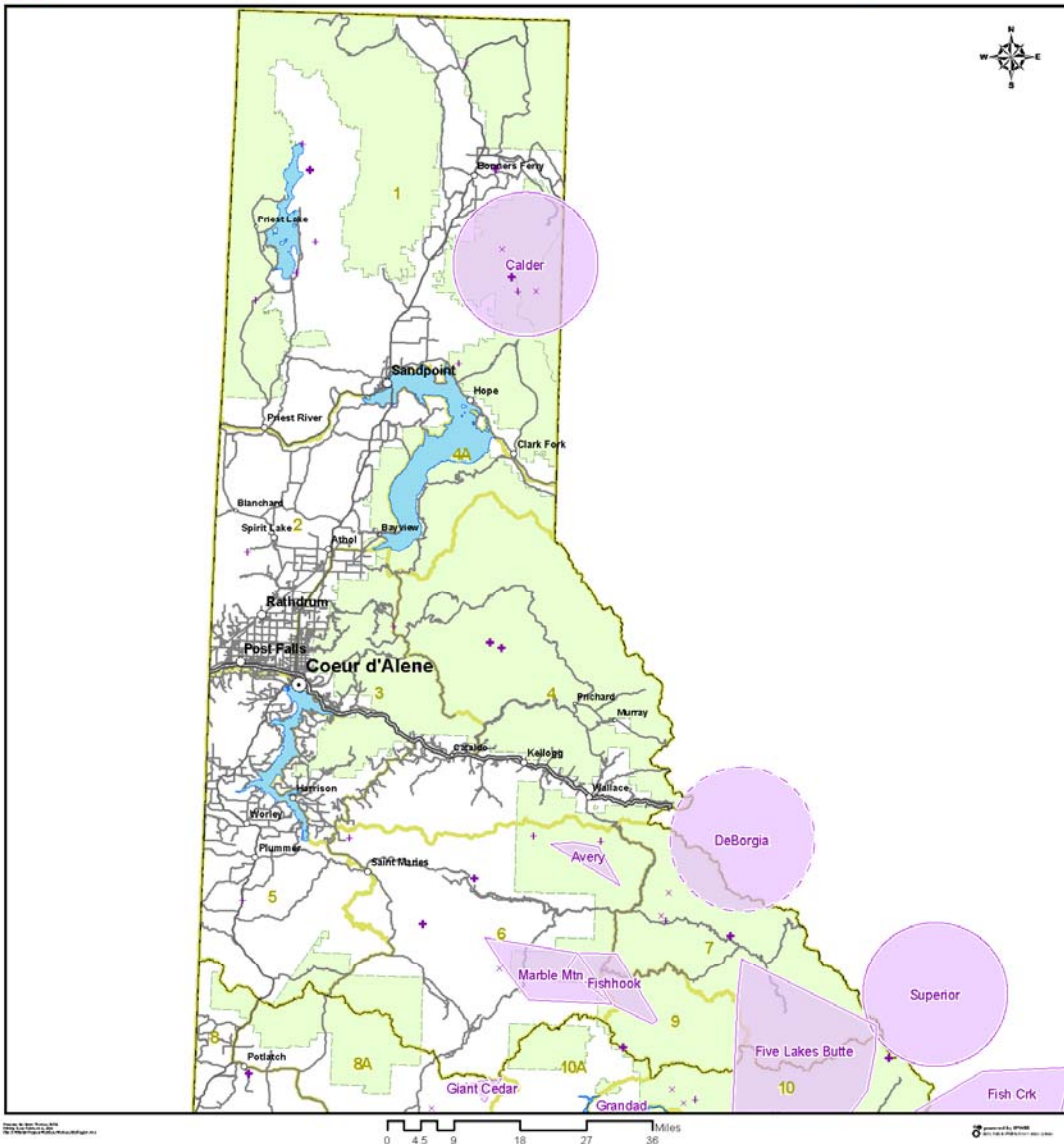 N
W E
S
Bonners Ferry
1
Priest Lake
Calder
Sandpoint
Hope
Priest River
Clark Fork
4A
Blanchard
2
Spirit Lake
Bayview
Athol
Rathdrum
Post Falls
Coeur d'Alene
3
4
Prichard
Murray
Cataldo
Kellogg
Wallace
Harrison
Worley
DeBorgia
Plummer
Avery
Saint Maries
5
6
7
Marble Mtn
Fishhook
Superior
9
8
Five Lakes Butte
Potlatch
8A
10A
10
Giant Cedar
Fish Crk
Grandad
Miles
0 4.5 9 18 27 36